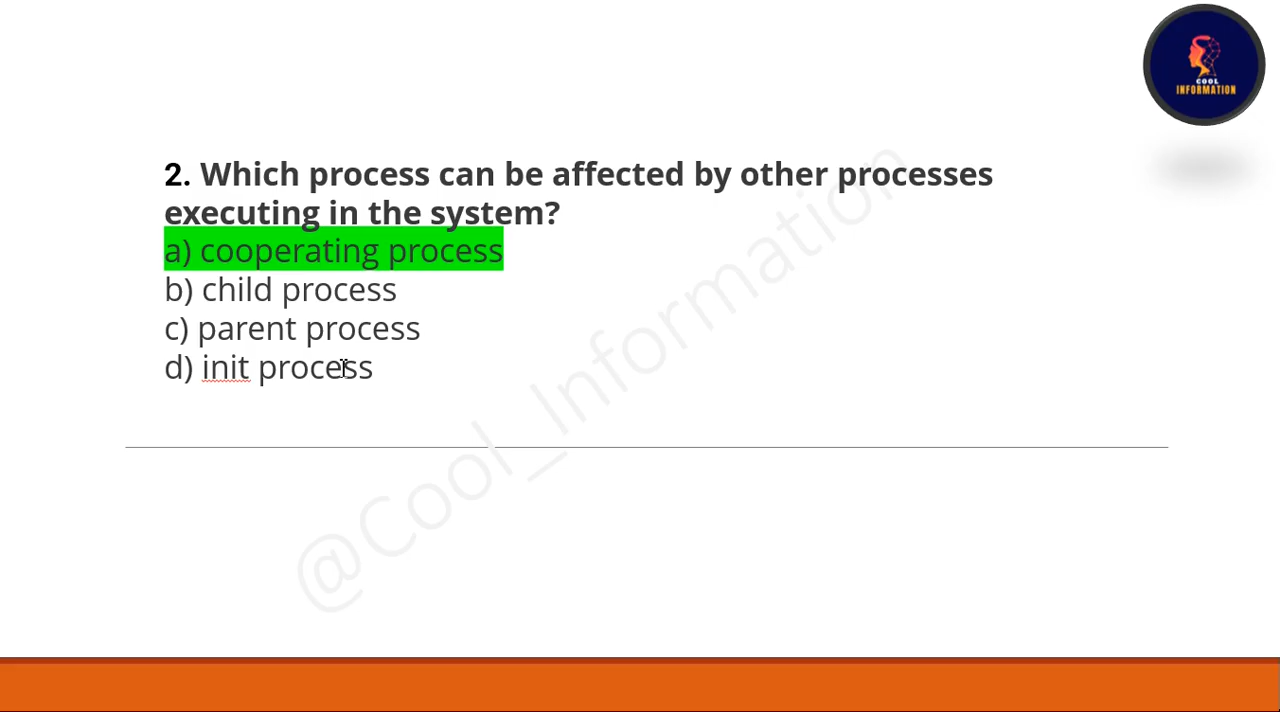 COOL
INFORMATION
2. Which process can be affected by other processes
executing in the system?
a) cooperating process
b) child process
c) parent process
d) init process
@Cool_Information